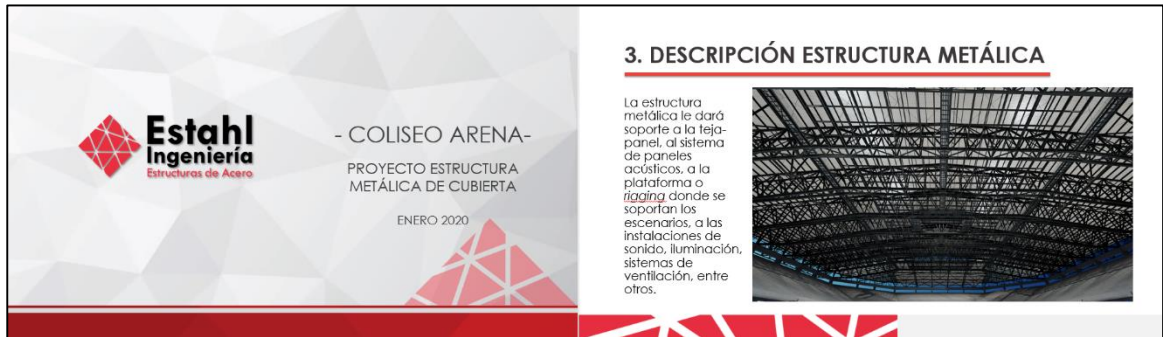 Estahl
Ingeniería
Estructuras de Acero
- COLISEO ARENA-
PROYECTO ESTRUCTURA
METÁLICA DE CUBIERTA
ENERO 2020
3. DESCRIPCIÓN ESTRUCTURA METÁLICA
La estructura
metálica le dará
soporte a la teja-
panel, al sistema
de paneles
acústicos, a la
plataforma o
rigging donde se
soportan los
escenarios, a las
instalaciones de
sonido, iluminación,
sistemas de
ventilación, entre
otros.